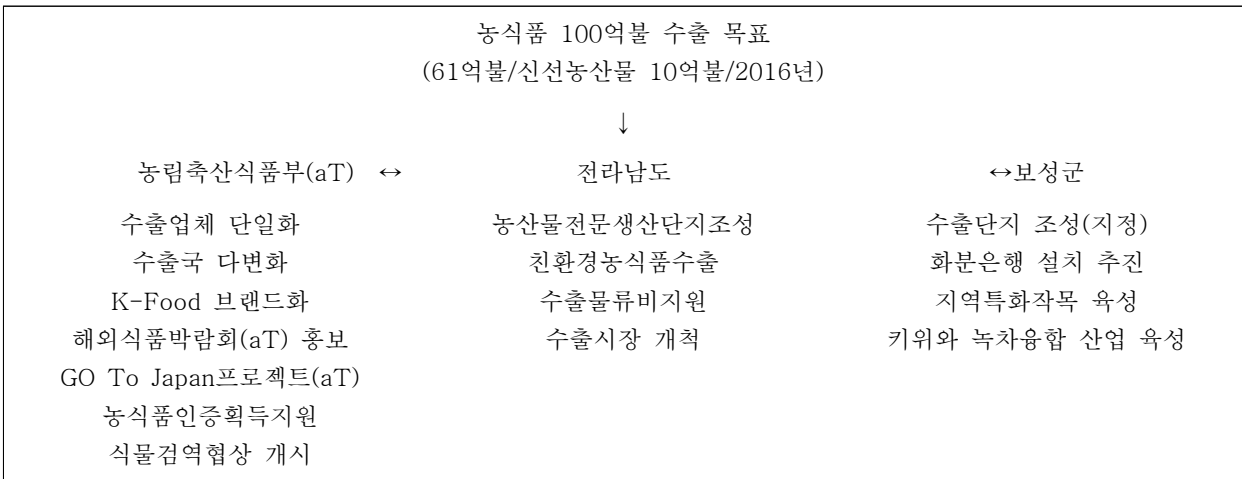 농식품 100억불 수출 목표
(61억불/신선농산물 10억불/2016년)
↓
농림축산식품부(aT) ↔ 전라남도 ↔보성군
수출업체 단일화 농산물전문생산단지조성 수출단지 조성(지정)
수출국 다변화 친환경농식품수출 화분은행 설치 추진
K-Food 브랜드화 수출물류비지원 지역특화작목 육성
해외식품박람회(aT) 홍보 수출시장 개척 키위와 녹차융합 산업 육성
GO To Japan프로젝트(aT)
농식품인증획득지원
식물검역협상 개시